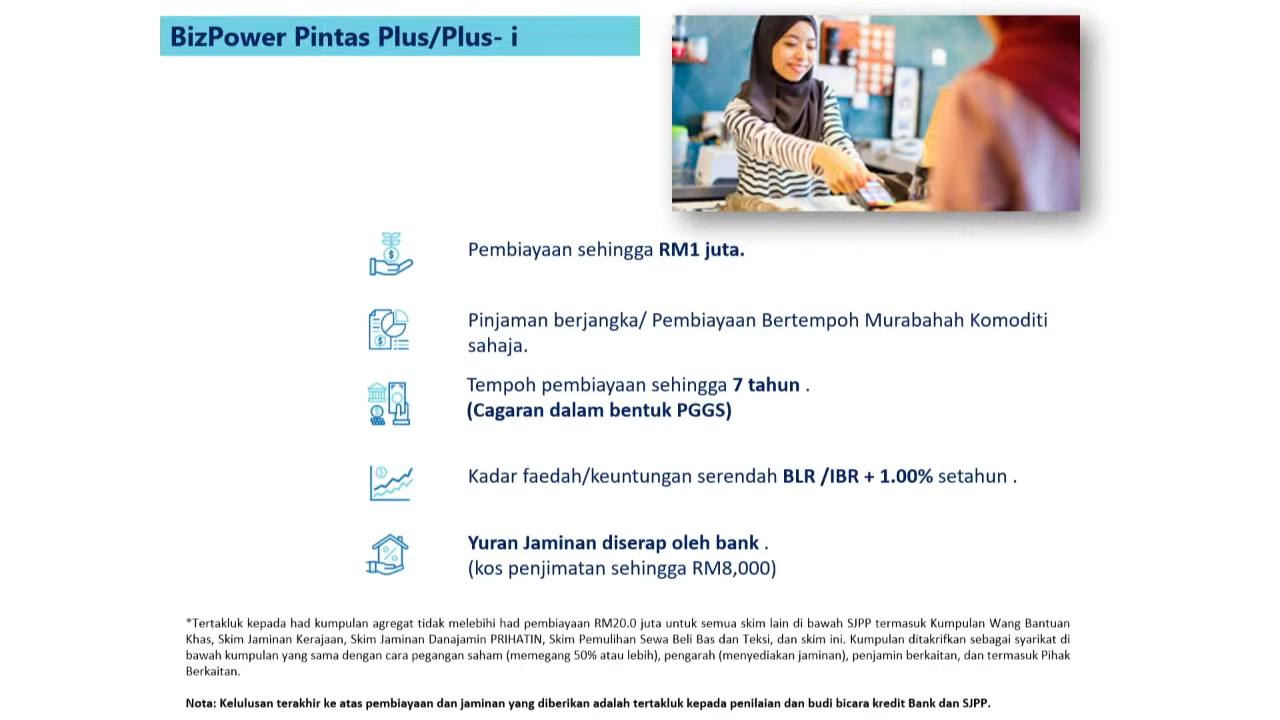 BizPower Pintas Plus/Plus- i
Pembiayaan sehingga RM1 juta.
Pinjaman berjangka/ Pembiayaan Bertempoh Murabahah Komoditi
sahaja.
Tempoh pembiayaan sehingga 7 tahun .
(Cagaran dalam bentuk PGGS)
Kadar faedah/keuntungan serendah BLR /IBR + 1.00% setahun .
Yuran Jaminan diserap oleh bank .
(kos penjimatan sehingga RM8,000)
*Tertakluk kepada had kumpulan agregat tidak melebihi had pembiayaan RM20.0 juta untuk semua skim lain di bawah SJPP termasuk Kumpulan Wang Bantuan
Khas, Skim Jaminan Kerajaan, Skim Jaminan Danajamin PRIHATIN, Skim Pemulihan Sewa Beli Bas dan Teksi, dan skim ini. Kumpulan ditakrifkan sebagai syarikat di
bawah kumpulan yang sama dengan cara pegangan saham (memegang 50% atau lebih), pengarah (menyediakan jaminan), penjamin berkaitan, dan termasuk Pihak
Berkaitan.
Nota: Kelulusan terakhir ke atas pembiayaan dan jaminan yang diberikan adalah tertakluk kepada penilaian dan budi bicara kredit Bank dan SJPP.